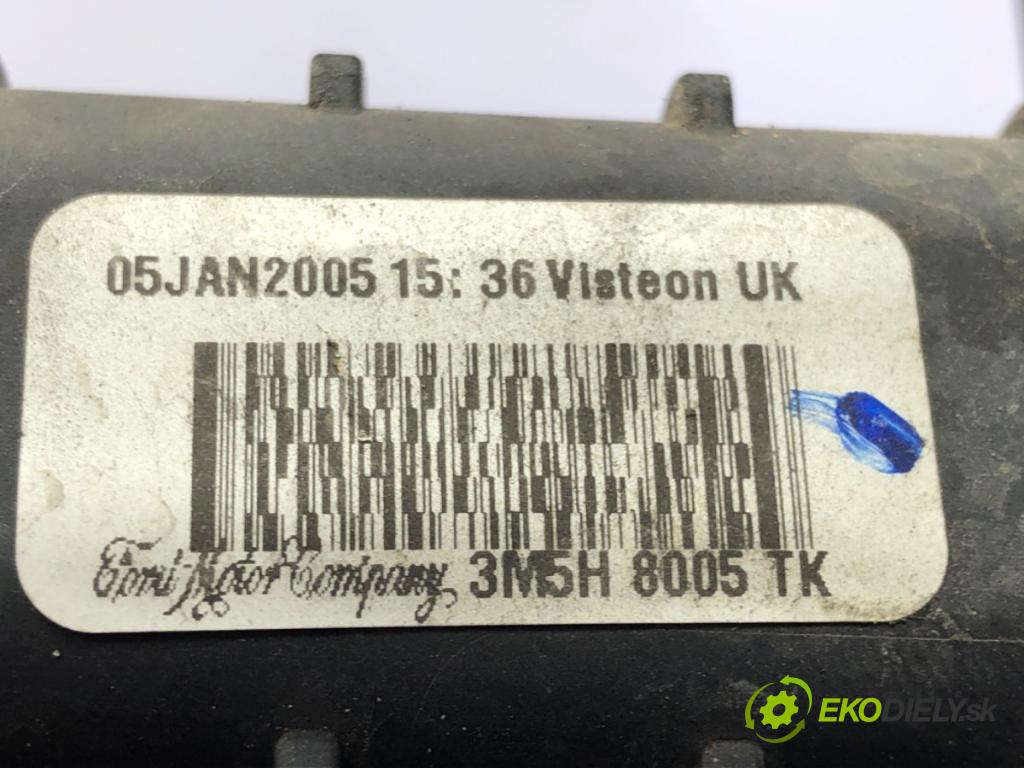 05JAN2005 15: 36 Visteon UK
Ford Motor Company 3M5H 8005 TK
EKODIELY.sk